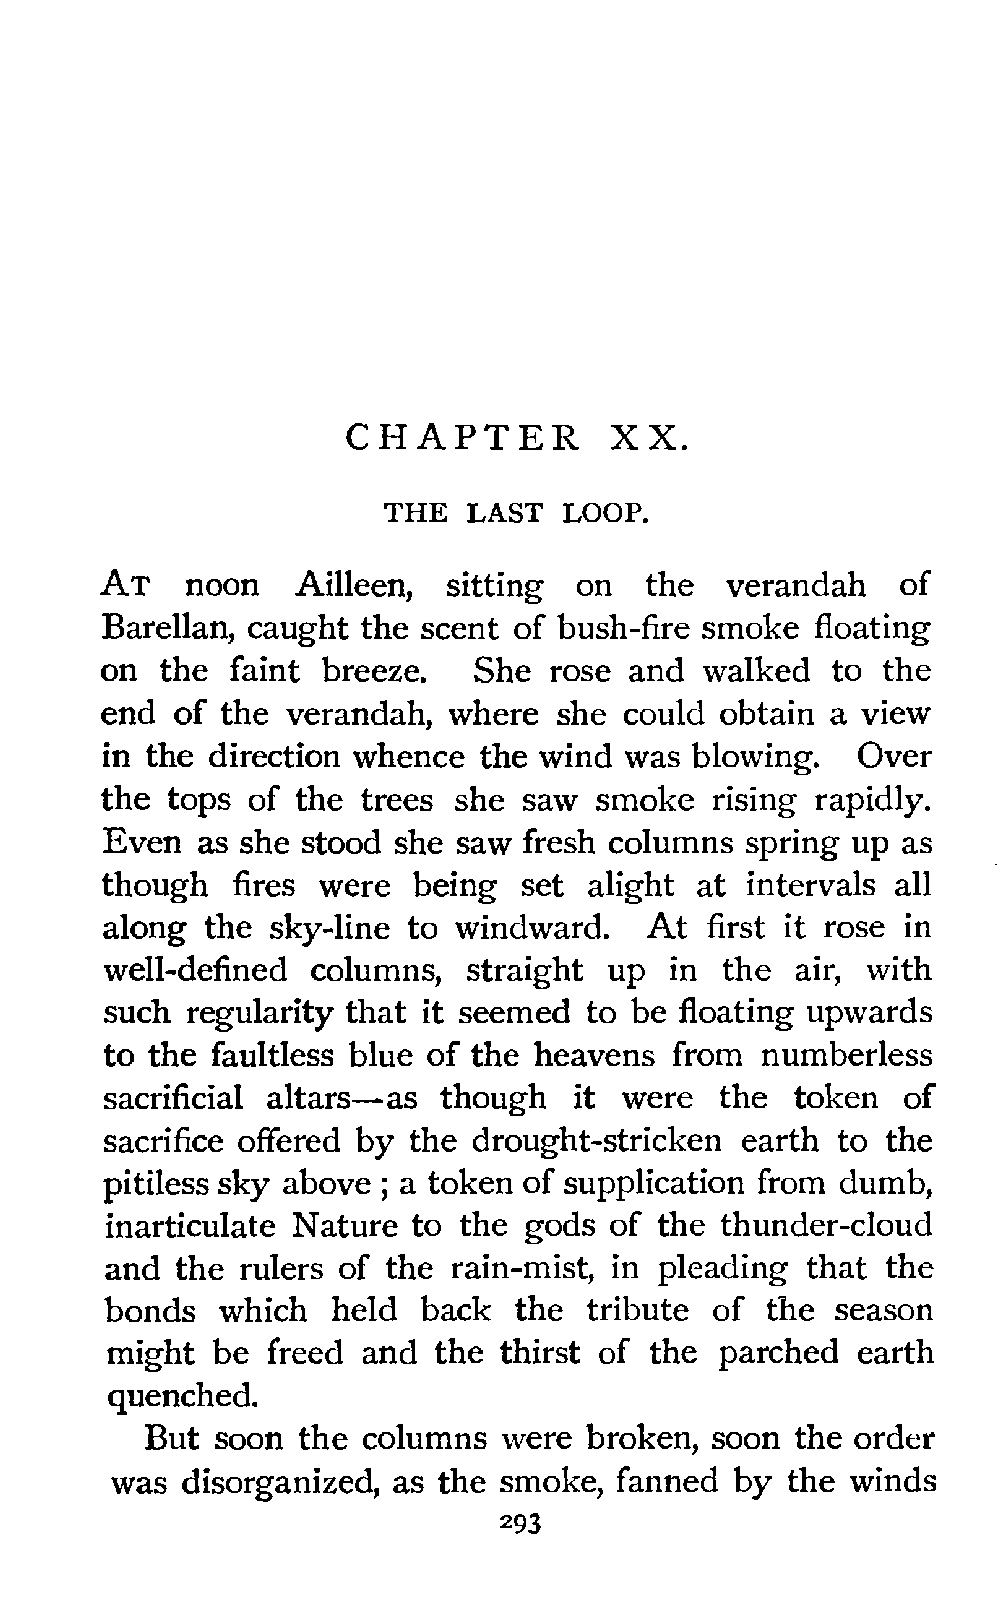 CHAPTER XX.
THE LAST LOOP.
AT noon Ailleen, sitting on the verandah of
Barellan, caught the scent of bush-fire smoke floating
on the faint breeze. She rose and walked to the
end of the verandah, where she could obtain a view
in the direction whence the wind was blowing. Over
the tops of the trees she saw smoke rising rapidly.
Even as she stood she saw fresh columns spring up as
though fires were being set alight at intervals all
along the sky-line to windward. At first it rose in
well-defined columns, straight up in the air, with
such regularity that it seemed to be floating upwards
to the faultless blue of the heavens from numberless
sacrificial altars—as though it were the token of
sacrifice offered by the drought-stricken earth to the
pitiless sky above ; a token of supplication from dumb,
inarticulate Nature to the gods of the thunder-cloud
and the rulers of the rain-mist, in pleading that the
bonds which held back the tribute of the season
might be freed and the thirst of the parched earth
quenched.
But soon the columns were broken, soon the order
was disorganized, as the smoke, fanned by the winds
293